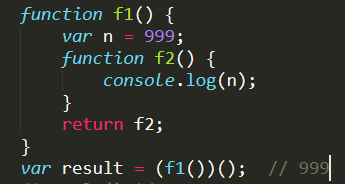 function f1() {
    var n = 999;
    function f2() {
        console.log(n);
    }
    return f2;
}
var result = (f1())();  // 999